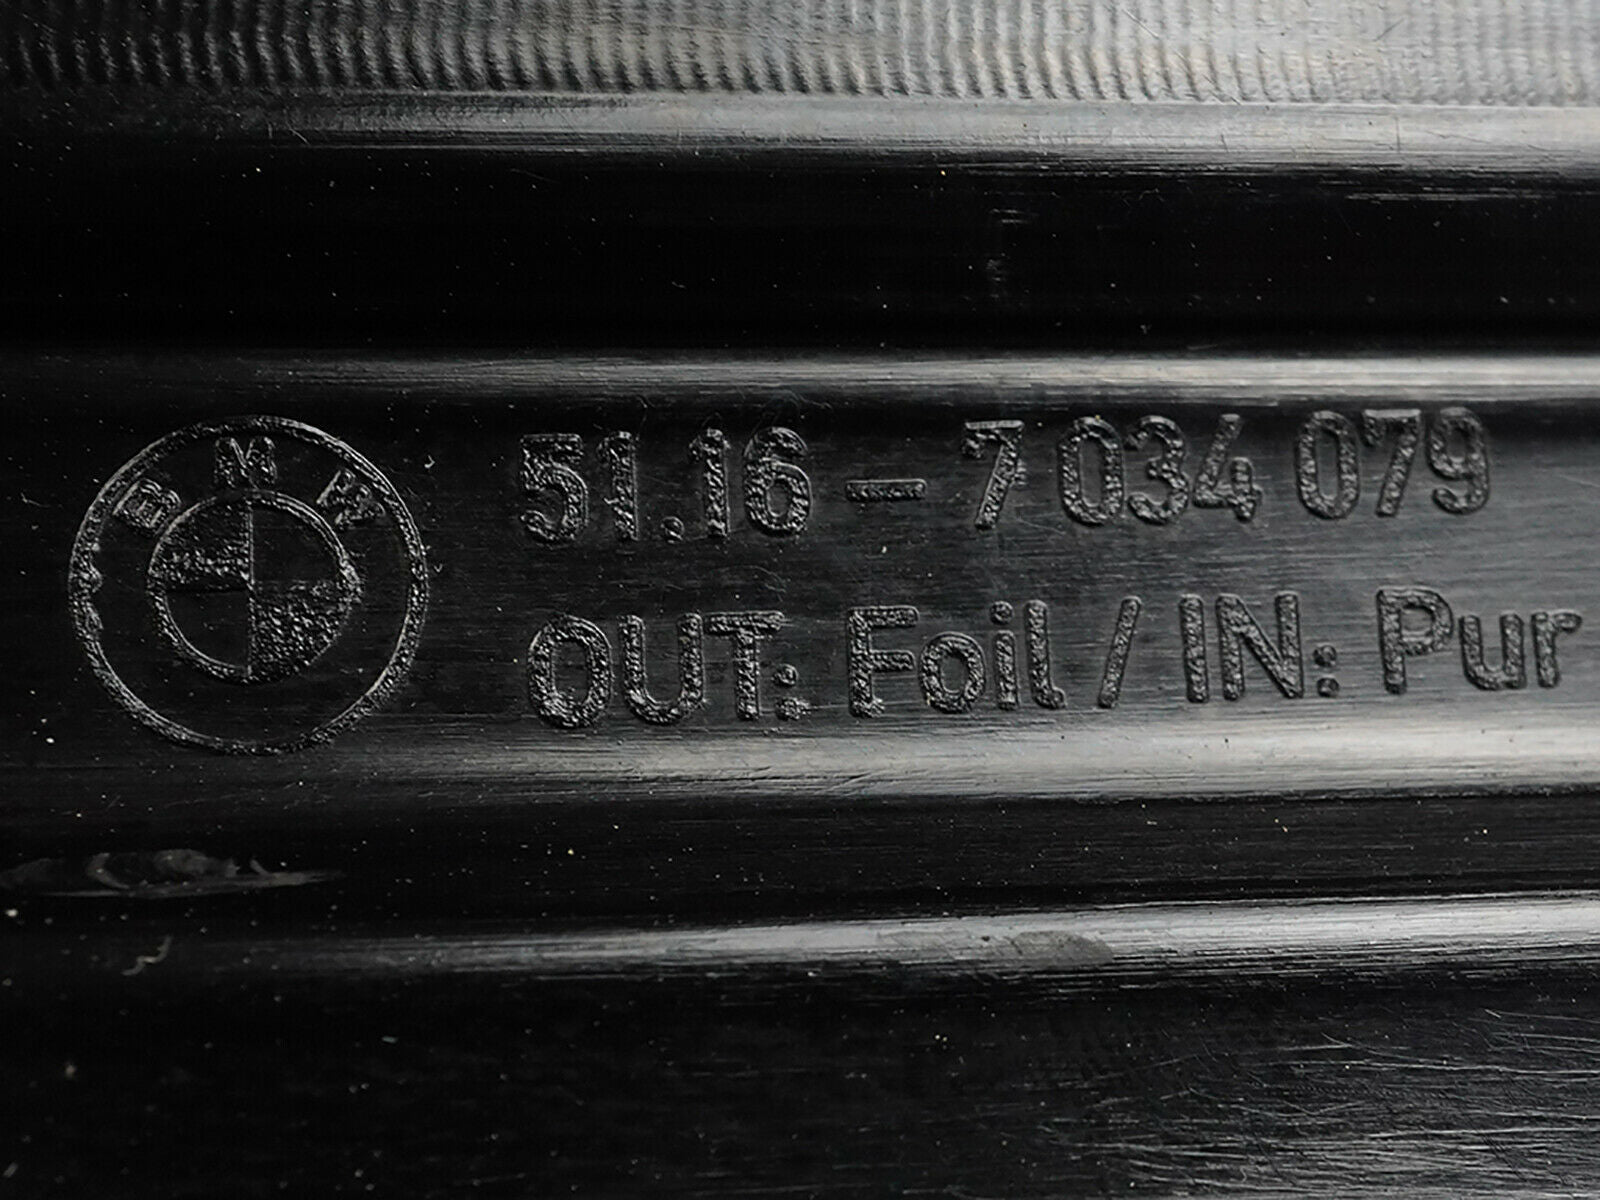 BMW
51.16-7 034 079
OUT: Foil / IN: Pur